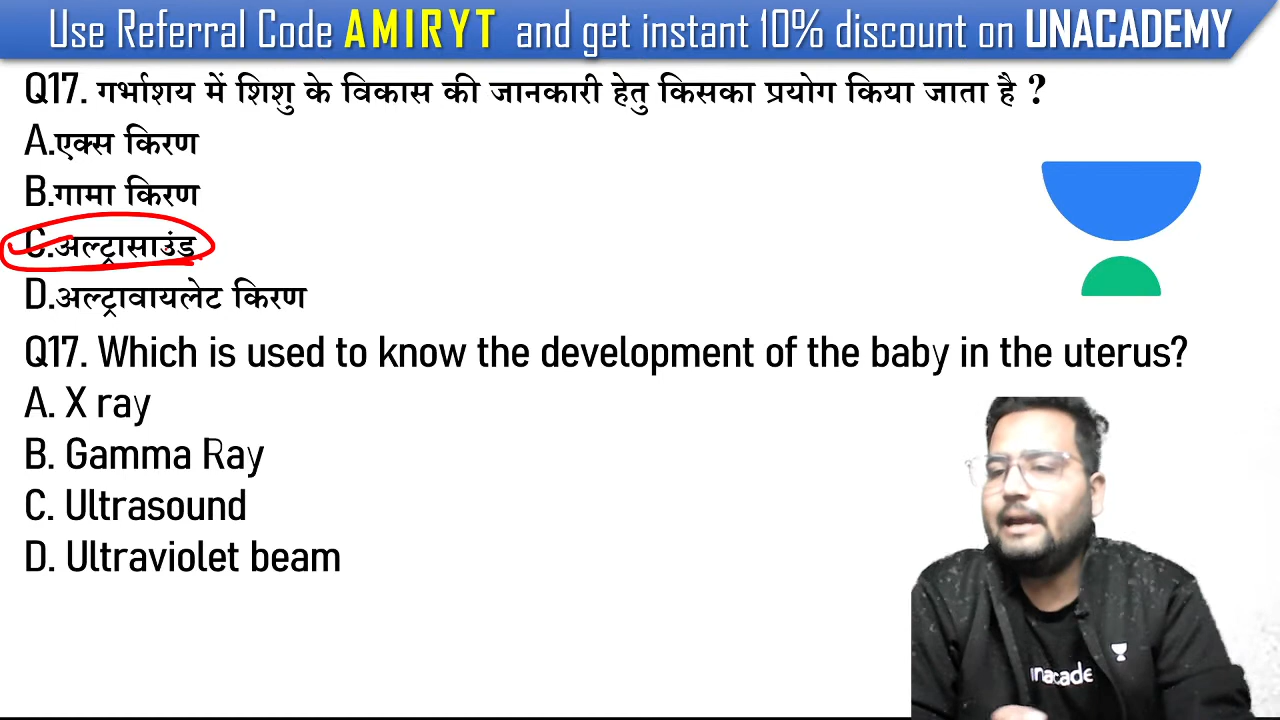 Use Referral Code AMIRYT and get instant 10% discount on UNACADEMY
Q17. गर्भाशय में शिशु के विकास की जानकारी हेतु किसका प्रयोग किया जाता है ?
A.एक्स किरण
B.गामा किरण
C.अल्ट्रासाउंड
D.अल्ट्रावायलेट किरण
Q17. Which is used to know the development of the baby in the uterus?
A. X ray
B. Gamma Ray
C. Ultrasound
D. Ultraviolet beam
unacade